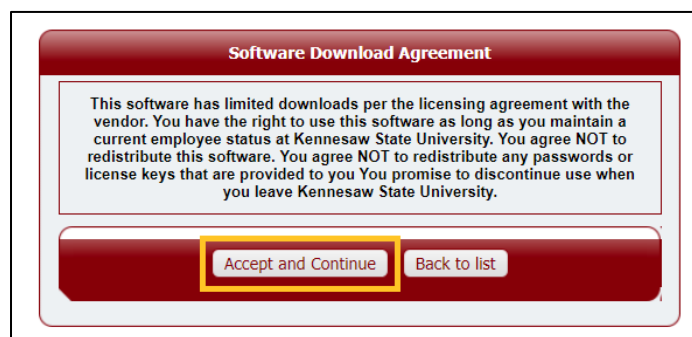 Software Download Agreement
This software has limited downloads per the licensing agreement with the
vendor. You have the right to use this software as long as you maintain a
current employee status at Kennesaw State University. You agree NOT to
redistribute this software. You agree NOT to redistribute any passwords or
license keys that are provided to you You promise to discontinue use when
you leave Kennesaw State University.
Accept and Continue
Back to list